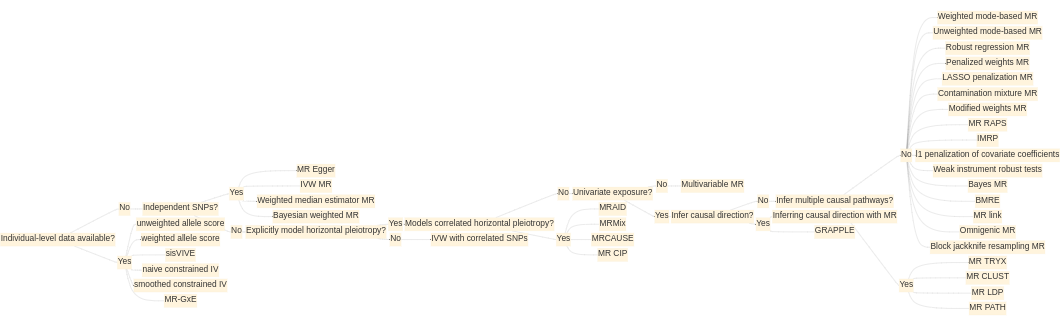 Individual-level data available?
No
Independent SNPs?
Yes
MR Egger
IVW MR
Weighted median estimator MR
Bayesian weighted MR
No
Explicitly model horizontal pleiotropy?
Yes
Models correlated horizontal pleiotropy?
No
Univariate exposure?
No
Multivariable MR
Yes
Infer causal direction?
No
Infer multiple causal pathways?
No
Weighted mode-based MR
Unweighted mode-based MR
Robust regression MR
Penalized weights MR
LASSO penalization MR
Contamination mixture MR
Modified weights MR
MR RAPS
IMRP
l1 penalization of covariate coefficients
Weak instrument robust tests
Bayes MR
BMRE
MR link
Omnigenic MR
Block jackknife resampling MR
Yes
MR TRYX
MR CLUST
MR LDP
MR PATH
Yes
Inferring causal direction with MR
GRAPPLE
Yes
MRAID
MRMix
MRCAUSE
MR CIP
No
IVW with correlated SNPs
Yes
unweighted allele score
weighted allele score
sisVIVE
naive constrained IV
smoothed constrained IV
MR-GxE